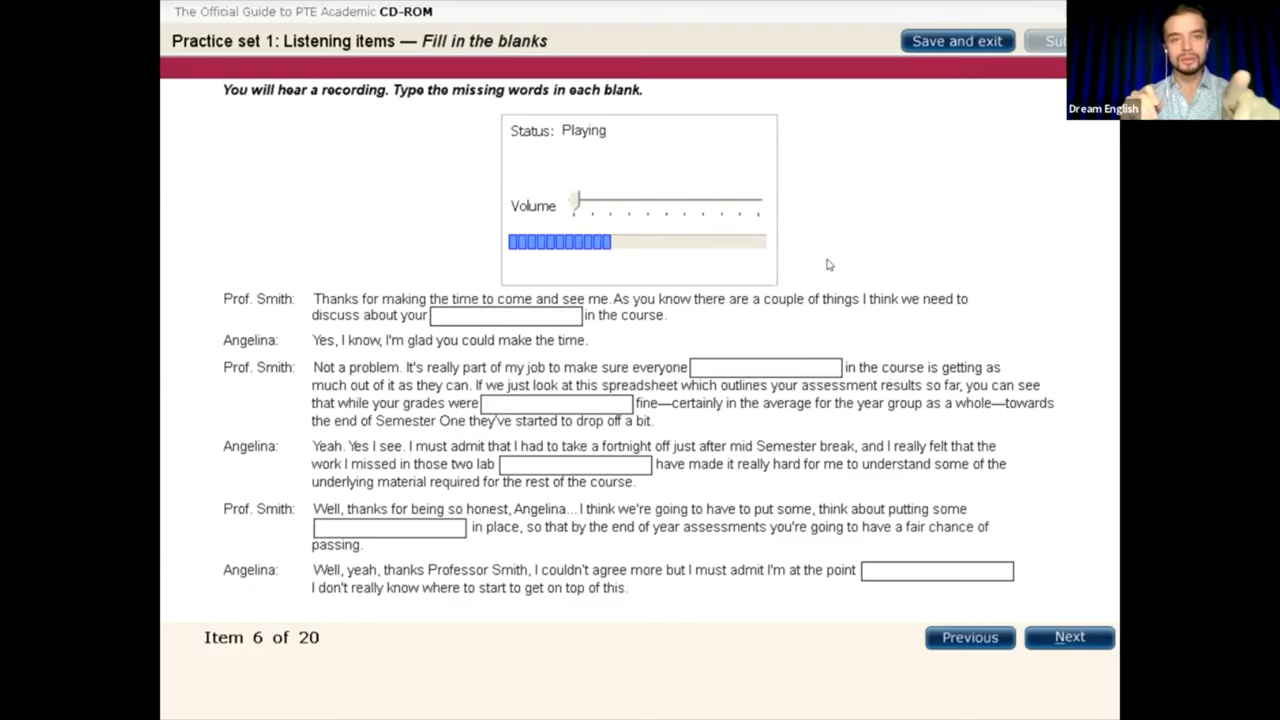 The Official Guide to PTE Academic CD-ROM
Practice set 1: Listening items — Fill in the blanks
Save and exit
Dream English
You will hear a recording. Type the missing words in each blank.
Status: Playing
Volume
Prof. Smith: Thanks for making the time to come and see me. As you know there are a couple of things I think we need to
discuss about your in the course.
Angelina: Yes, I know, I'm glad you could make the time.
Prof. Smith: Not a problem. It's really part of my job to make sure everyone in the course is getting as
much out of it as they can. If we just look at this spreadsheet which outlines your assessment results so far, you can see
that while your grades were fine—certainly in the average for the year group as a whole—towards
the end of Semester One they've started to drop off a bit.
Angelina: Yeah. Yes I see. I must admit that I had to take a fortnight off just after mid Semester break, and I really felt that the
work I missed in those two lab have made it really hard for me to understand some of the
underlying material required for the rest of the course.
Prof. Smith: Well, thanks for being so honest, Angelina... I think we're going to have to put some, think about putting some
in place, so that by the end of year assessments you're going to have a fair chance of
passing.
Angelina: Well, yeah, thanks Professor Smith, I couldn't agree more but I must admit I'm at the point
I don't really know where to start to get on top of this.
Item 6 of 20
Previous
Next